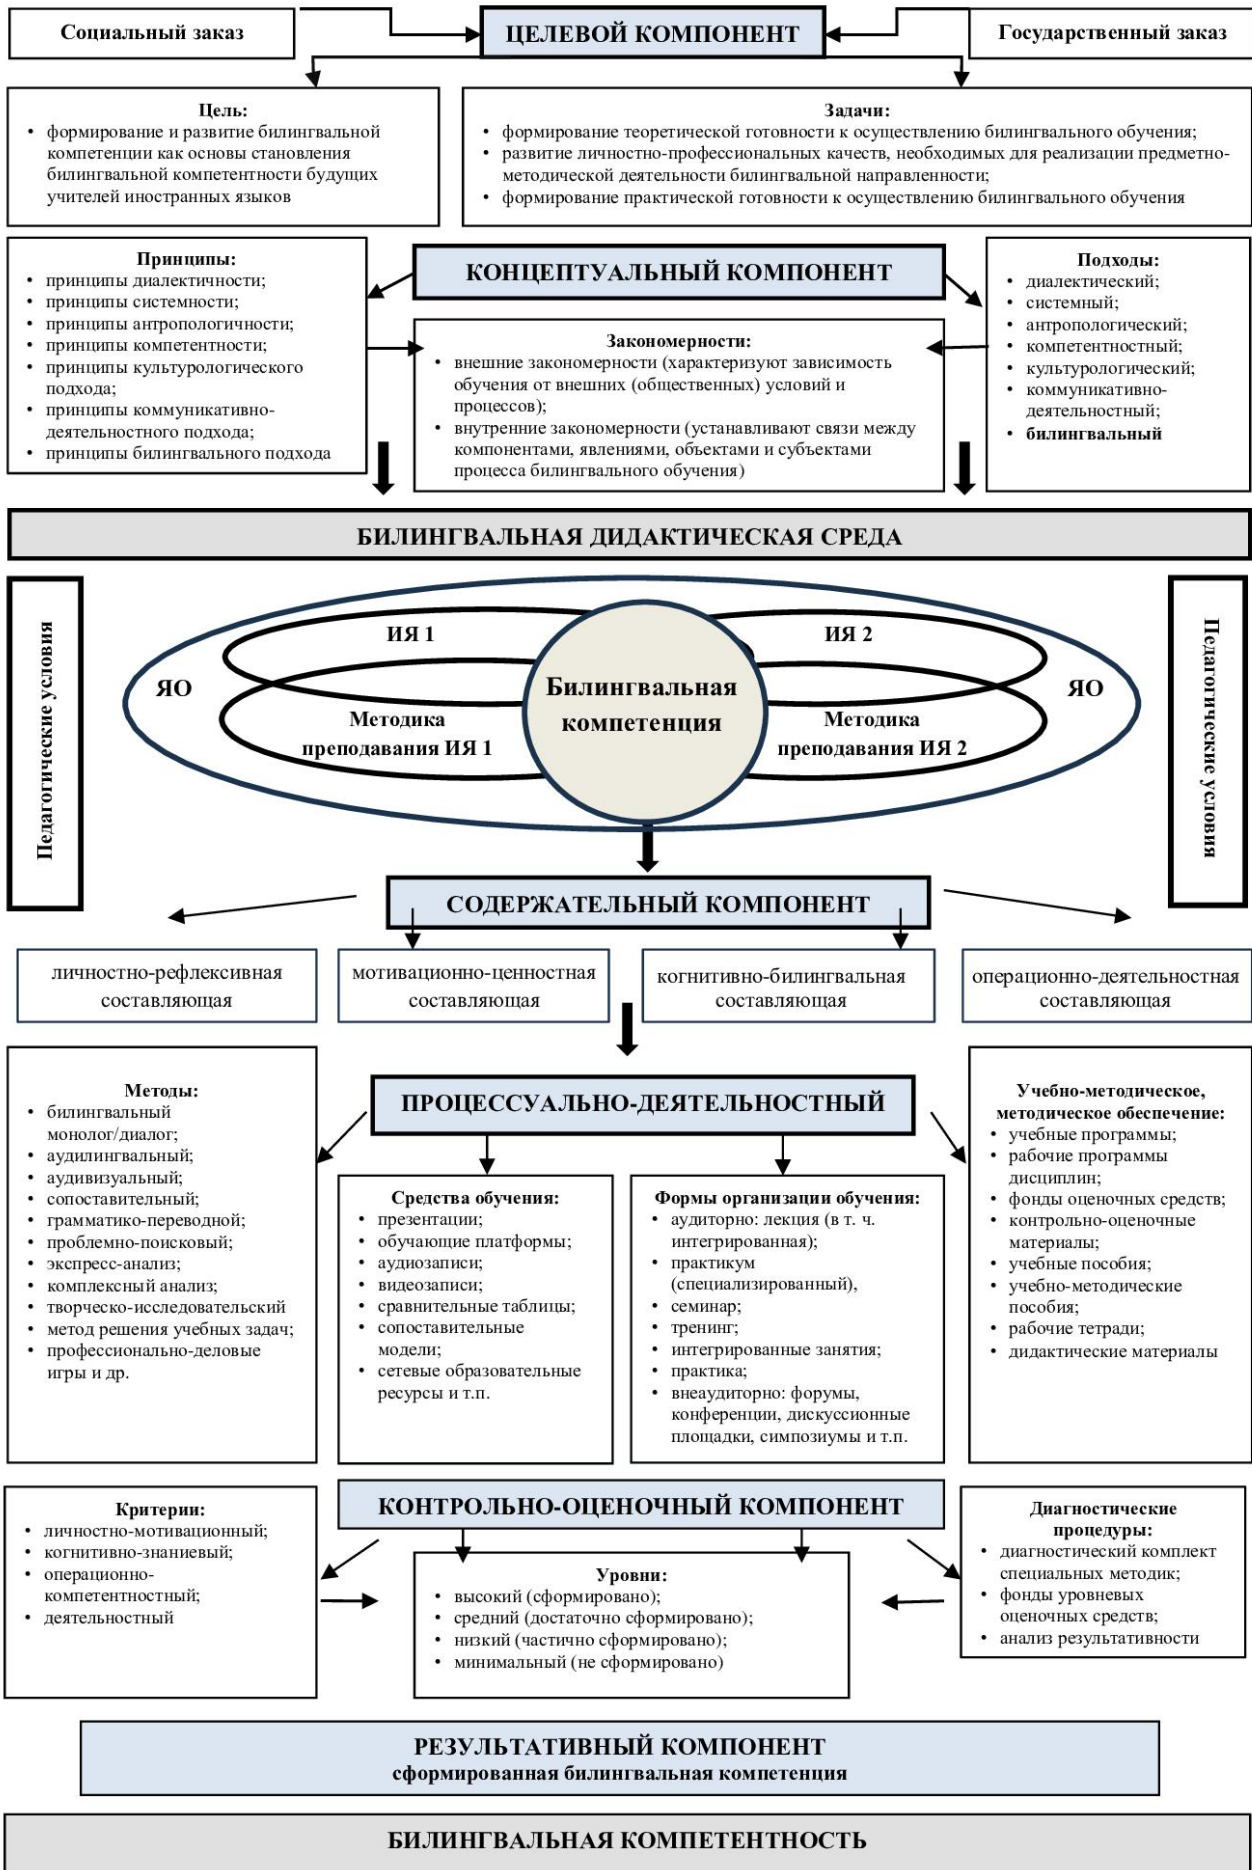 Социальный заказ
ЦЕЛЕВОЙ КОМПОНЕНТ
Государственный заказ
Цель:
• формирование и развитие билингвальной
компетенции как основы становления
билингвальной компетентности будущих
учителей иностранных языков
Задачи:
• формирование теоретической готовности к осуществлению билингвального обучения;
• развитие личностно-профессиональных качеств, необходимых для реализации предметно-
методической деятельности билингвальной направленности;
• формирование практической готовности к осуществлению билингвального обучения
Принципы:
• принципы диалектичности;
• принципы системности;
• принципы антропологичности;
• принципы компетентности;
• принципы культурологического
подхода;
• принципы коммуникативно-
деятельностного подхода;
• принципы билингвального подхода
КОНЦЕПТУАЛЬНЫЙ КОМПОНЕНТ
Закономерности:
• внешние закономерности (характеризуют зависимость
обучения от внешних (общественных) условий и
процессов);
• внутренние закономерности (устанавливают связи между
компонентами, явлениями, объектами и субъектами
процесса билингвального обучения)
Подходы:
• диалектический;
• системный;
• антропологический;
• компетентностный;
• культурологический;
• коммуникативно-
деятельностный;
• билингвальный
БИЛИНГВАЛЬНАЯ ДИДАКТИЧЕСКАЯ СРЕДА
Педагогические условия
ЯО
ИЯ 1
Методика
преподавания ИЯ 1
Билингвальная
компетенция
ИЯ 2
Методика
преподавания ИЯ 2
ЯО
Педагогические условия
СОДЕРЖАТЕЛЬНЫЙ КОМПОНЕНТ
личностно-рефлексивная
составляющая
мотивационно-ценностная
составляющая
когнитивно-билингвальная
составляющая
операционно-деятельностная
составляющая
Методы:
• билингвальный
монолог/диалог;
• аудилингвальный;
• аудивизуальный;
• сопоставительный;
• грамматико-переводной;
• проблемно-поисковый;
• экспресс-анализ;
• комплексный анализ;
• творческо-исследовательский
• метод решения учебных задач;
• профессионально-деловые
игры и др.
ПРОЦЕССУАЛЬНО-ДЕЯТЕЛЬНОСТНЫЙ
Средства обучения:
• презентации;
• обучающие платформы;
• аудиозаписи;
• видеозаписи;
• сравнительные таблицы;
• сопоставительные
модели;
• сетевые образовательные
ресурсы и т.п.
Формы организации обучения:
• аудиторно: лекция (в т. ч.
интегрированная);
• практикум
(специализированный),
• семинар;
• тренинг;
• интегрированные занятия;
• практика;
• внеаудиторно: форумы,
конференции, дискуссионные
площадки, симпозиумы и т.п.
Учебно-методическое,
методическое обеспечение:
• учебные программы;
• рабочие программы
дисциплин;
• фонды оценочных средств;
• контрольно-оценочные
материалы;
• учебные пособия;
• учебно-методические
пособия;
• рабочие тетради;
• дидактические материалы
Критерии:
• личностно-мотивационный;
• когнитивно-знаниевый;
• операционно-
компетентностный;
• деятельностный
КОНТРОЛЬНО-ОЦЕНОЧНЫЙ КОМПОНЕНТ
Уровни:
• высокий (сформировано);
• средний (достаточно сформировано);
• низкий (частично сформировано);
• минимальный (не сформировано)
Диагностические
процедуры:
• диагностический комплект
специальных методик;
• фонды уровневых
оценочных средств;
• анализ результативности
РЕЗУЛЬТАТИВНЫЙ КОМПОНЕНТ
сформированная билингвальная компетенция
БИЛИНГВАЛЬНАЯ КОМПЕТЕНТНОСТЬ